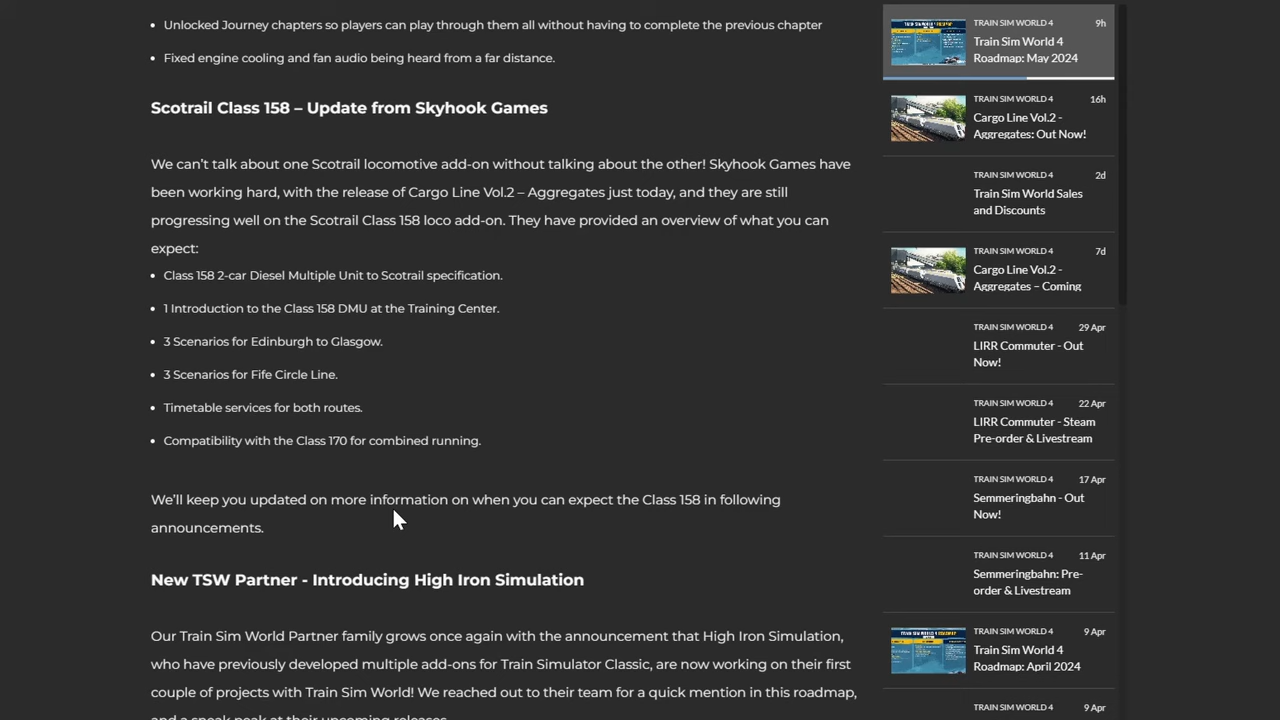 Unlocked Journey chapters so players can play through them all without having to complete the previous chapter
Fixed engine cooling and fan audio being heard from a far distance.
Scotrail Class 158 – Update from Skyhook Games
We can't talk about one Scotrail locomotive add-on without talking about the other! Skyhook Games have
been working hard, with the release of Cargo Line Vol.2 – Aggregates just today, and they are still
progressing well on the Scotrail Class 158 loco add-on. They have provided an overview of what you can
expect:
Class 158 2-car Diesel Multiple Unit to Scotrail specification.
1 Introduction to the Class 158 DMU at the Training Center.
3 Scenarios for Edinburgh to Glasgow.
3 Scenarios for Fife Circle Line.
Timetable services for both routes.
Compatibility with the Class 170 for combined running.
We'll keep you updated on more information on when you can expect the Class 158 in following
announcements.
New TSW Partner - Introducing High Iron Simulation
Our Train Sim World Partner family grows once again with the announcement that High Iron Simulation,
who have previously developed multiple add-ons for Train Simulator Classic, are now working on their first
couple of projects with Train Sim World! We reached out to their team for a quick mention in this roadmap,
and a sneak peak at their upcoming releases.
TRAIN SIM WORLD 4 9h
Train Sim World 4
Roadmap: May 2024
TRAIN SIM WORLD 4 16h
Cargo Line Vol.2 -
Aggregates: Out Now!
TRAIN SIM WORLD 4 2d
Train Sim World Sales
and Discounts
TRAIN SIM WORLD 4 7d
Cargo Line Vol.2 -
Aggregates – Coming
TRAIN SIM WORLD 4 29 Apr
LIRR Commuter - Out
Now!
TRAIN SIM WORLD 4 22 Apr
LIRR Commuter - Steam
Pre-order & Livestream
TRAIN SIM WORLD 4 17 Apr
Semmeringbahn - Out
Now!
TRAIN SIM WORLD 4 11 Apr
Semmeringbahn: Pre-
order & Livestream
TRAIN SIM WORLD 4 9 Apr
Train Sim World 4
Roadmap: April 2024
TRAIN SIM WORLD 4 9 Apr